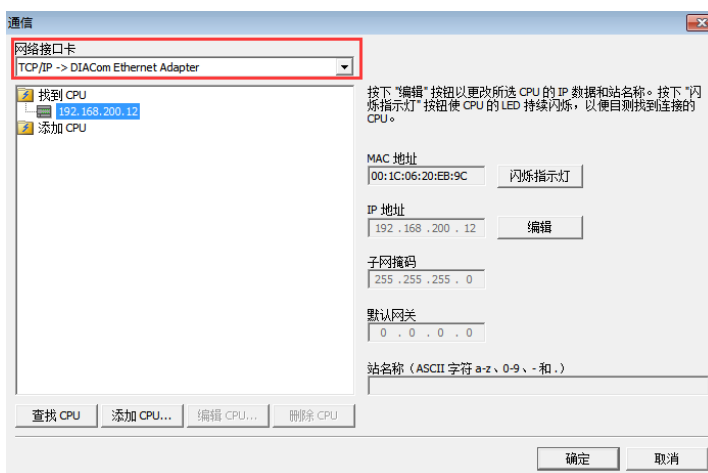 通信
网络接口卡
TCP/IP -> DIACom Ethernet Adapter
找到 CPU
192.168.200.12
添加 CPU
按下 "编辑" 按钮以更改所选 CPU 的 IP 数据和站名称。按下 "闪
烁指示灯" 按钮使 CPU 的 LED 持续闪烁，以便目测找到连接的
CPU。
MAC 地址
00:1C:06:20:EB:9C
闪烁指示灯
IP 地址
192 . 168 . 200 . 12
编辑
子网掩码
255 . 255 . 255 . 0
默认网关
0 . 0 . 0 . 0
站名称（ASCII 字符 a-z、0-9、- 和 .）
查找 CPU
添加 CPU...
编辑 CPU...
删除 CPU
确定
取消